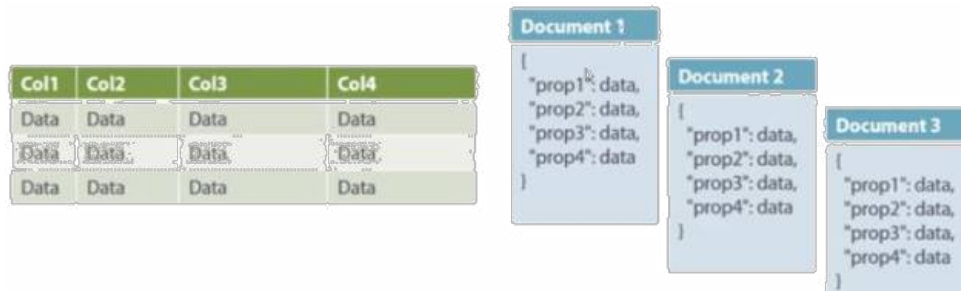 Col1 Col2 Col3 Col4
Data Data Data Data
Data Data Data Data
Data Data Data Data
Document 1
{
"prop1": data,
"prop2": data,
"prop3": data,
"prop4": data
}
Document 2
{
"prop1": data,
"prop2": data,
"prop3": data,
"prop4": data
}
Document 3
{
"prop1": data,
"prop2": data,
"prop3": data,
"prop4": data
}